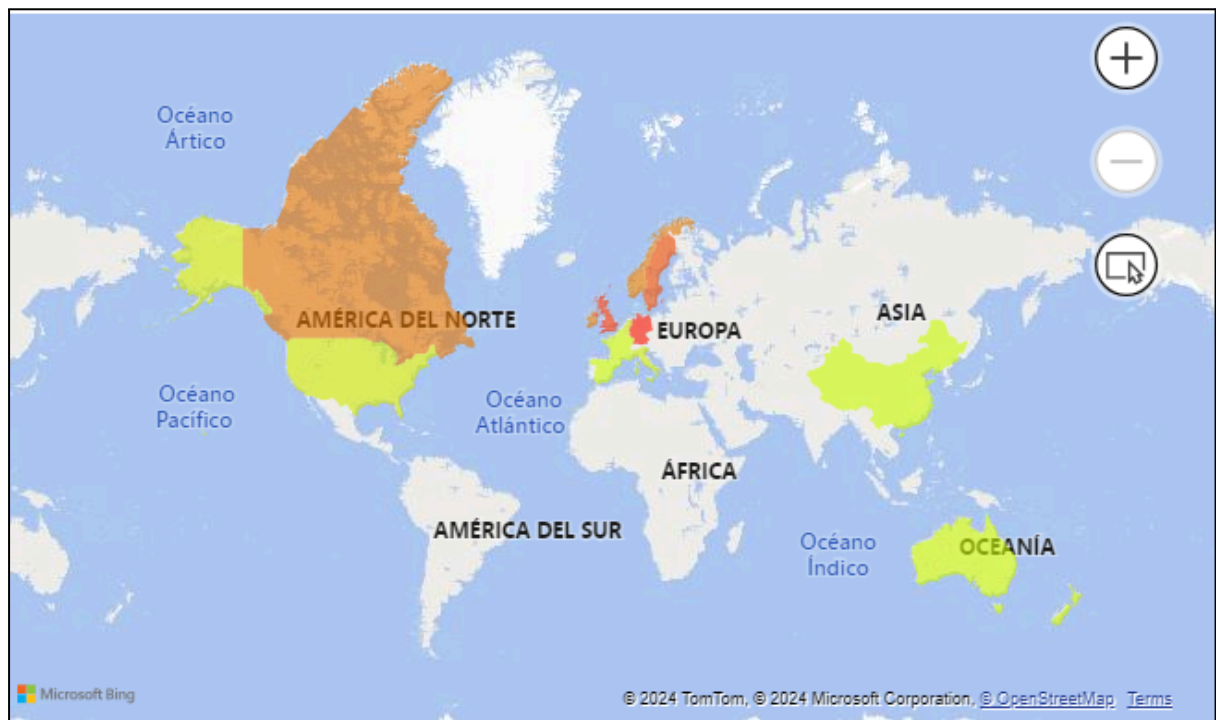 Océano
Ártico
AMÉRICA DEL NORTE
EUROPA
ASIA
Océano
Pacífico
Océano
Atlántico
ÁFRICA
AMÉRICA DEL SUR
Océano
Índico
OCEANÍA
Microsoft Bing
© 2024 TomTom, © 2024 Microsoft Corporation, © OpenStreetMap Terms